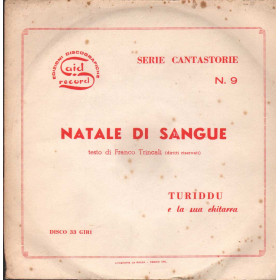 EDIZIONI DISCOGRAFICHE
Said
record
SERIE CANTASTORIE
N. 9
NATALE DI SANGUE
testo di Franco Trincali (diritti riservati)
TURIDDU
e la sua chitarra
DISCO 33 GIRI